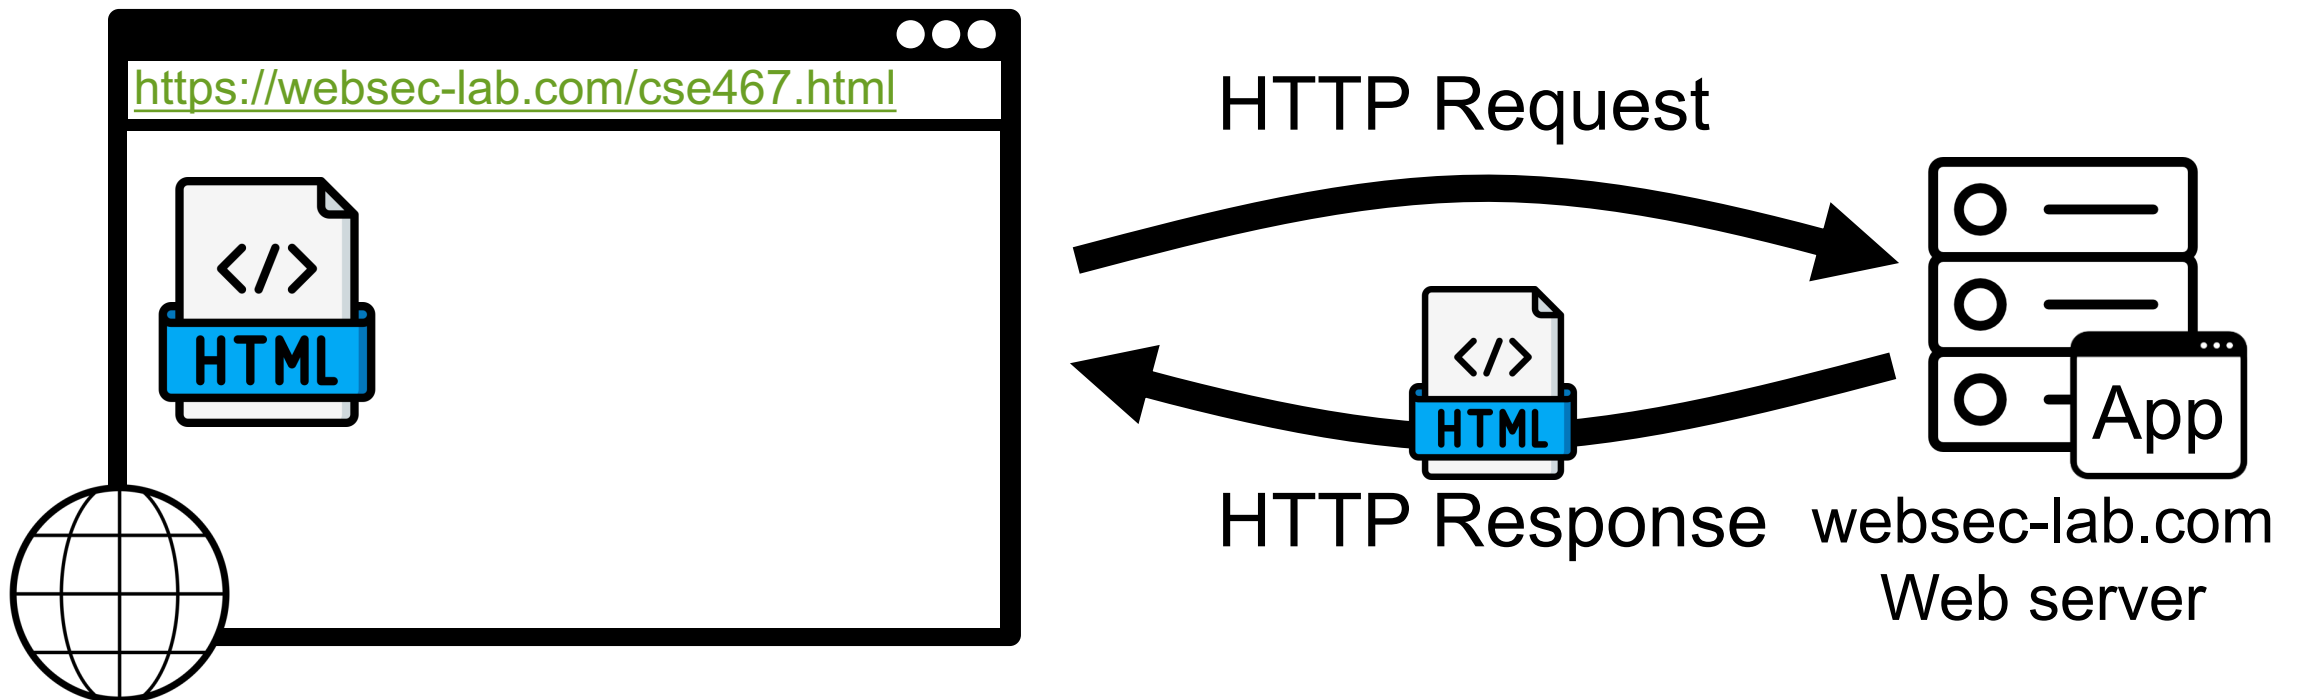 https://websec-lab.com/cse467.html
HTTP Request
</>
HTML
</>
HTML
App
HTTP Response
websec-lab.com
Web server